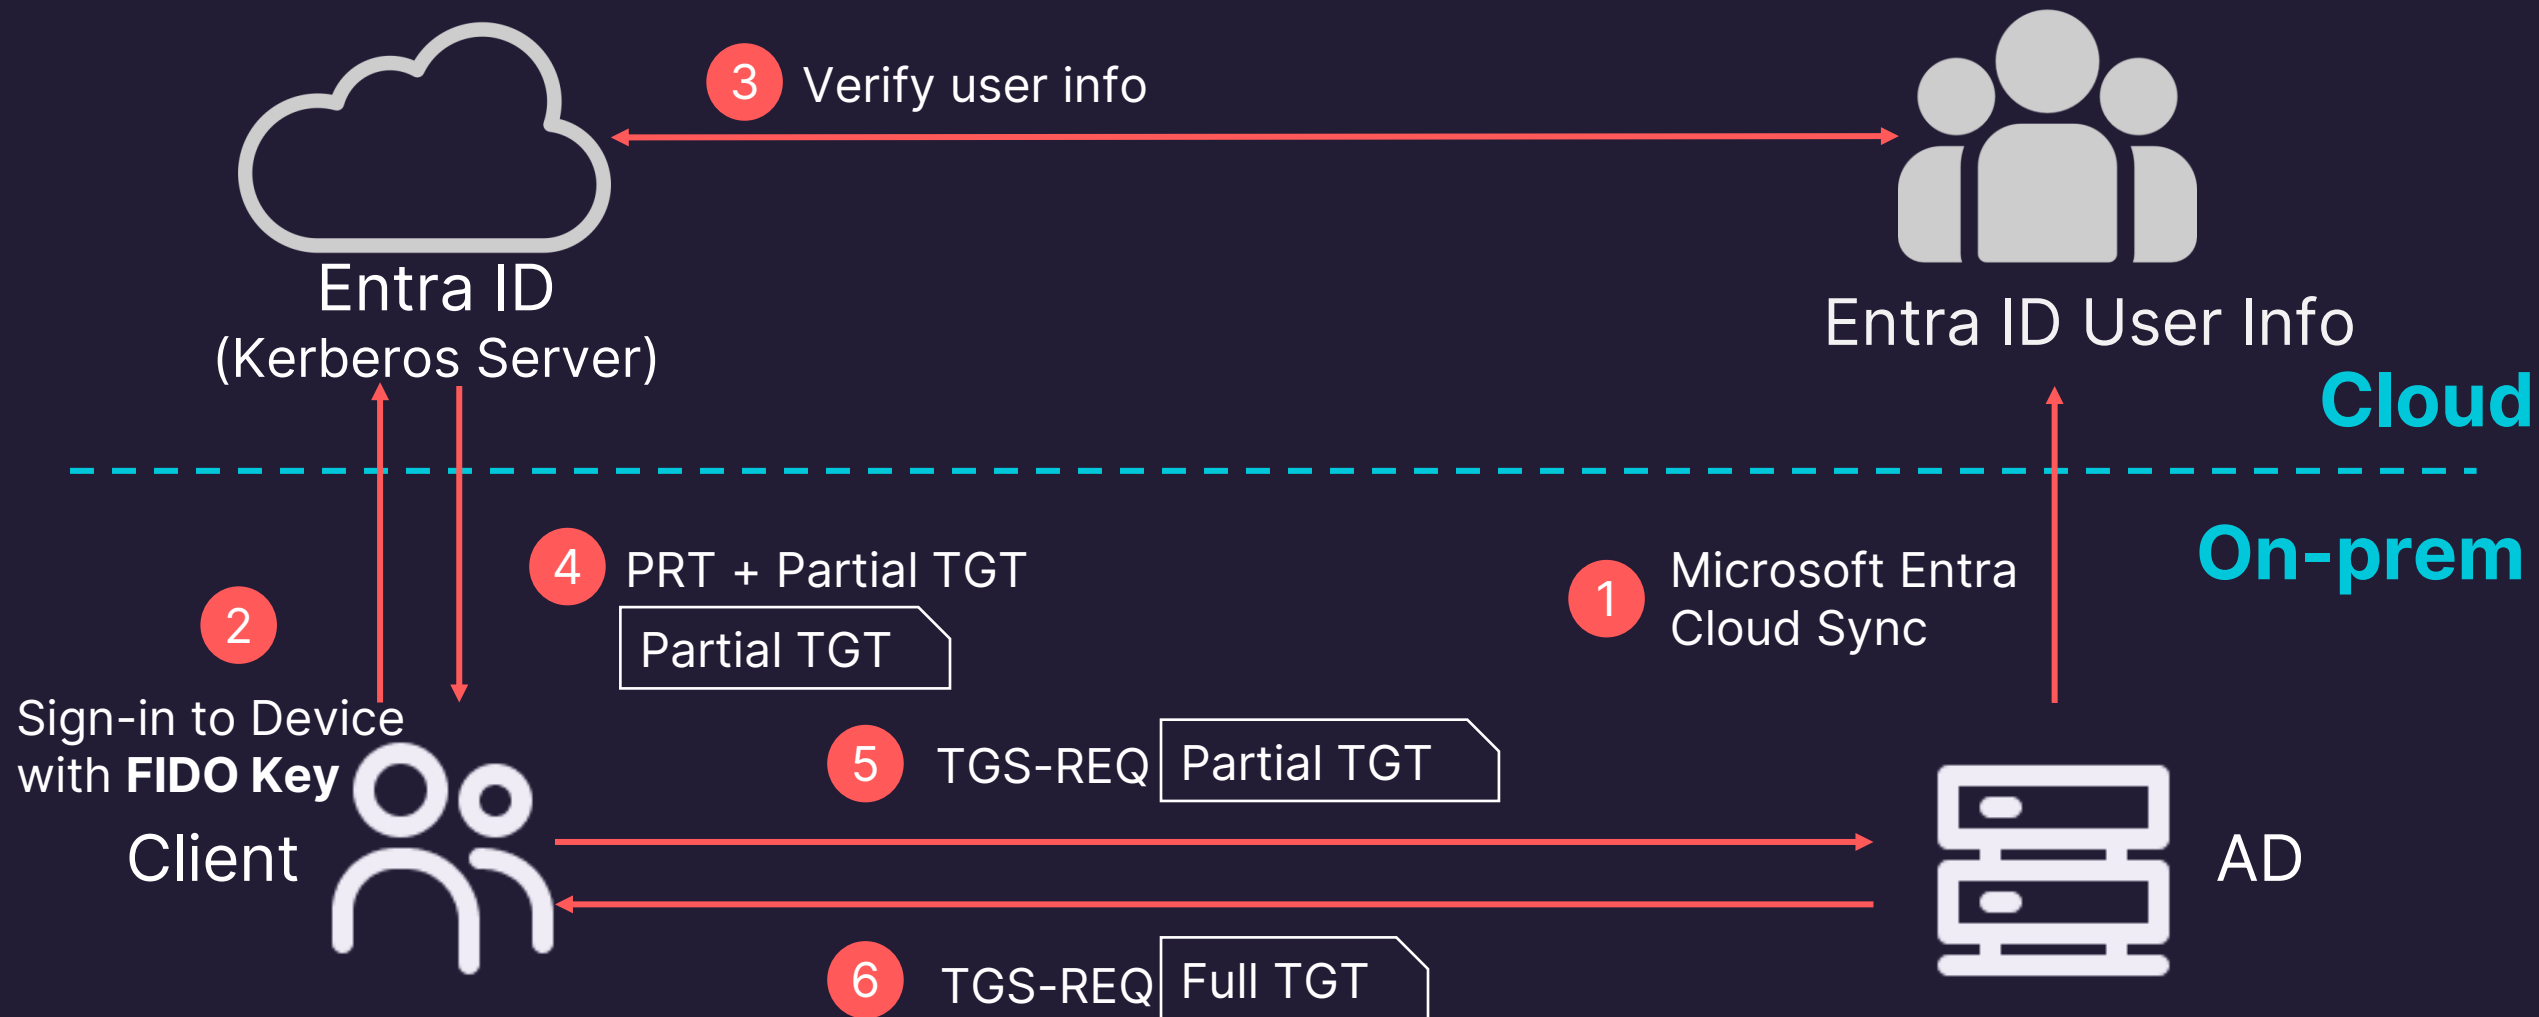 3
Verify user info
Entra ID
(Kerberos Server)
Entra ID User Info
Cloud
On-prem
4
PRT + Partial TGT
Partial TGT
1
Microsoft Entra
Cloud Sync
2
Sign-in to Device
with FIDO Key
Client
5
TGS-REQ
Partial TGT
AD
6
TGS-REQ
Full TGT